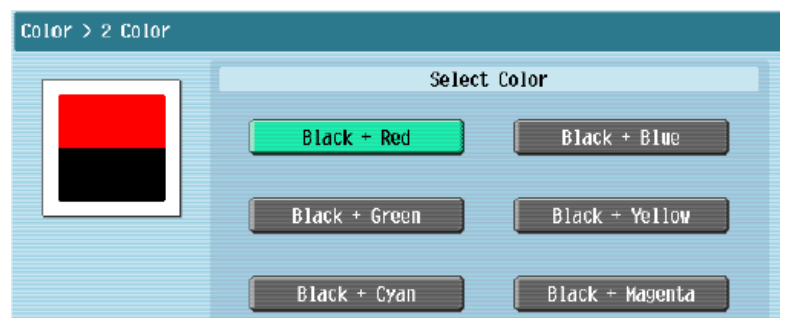 Color > 2 Color
Select Color
Black + Red
Black + Blue
Black + Green
Black + Yellow
Black + Cyan
Black + Magenta